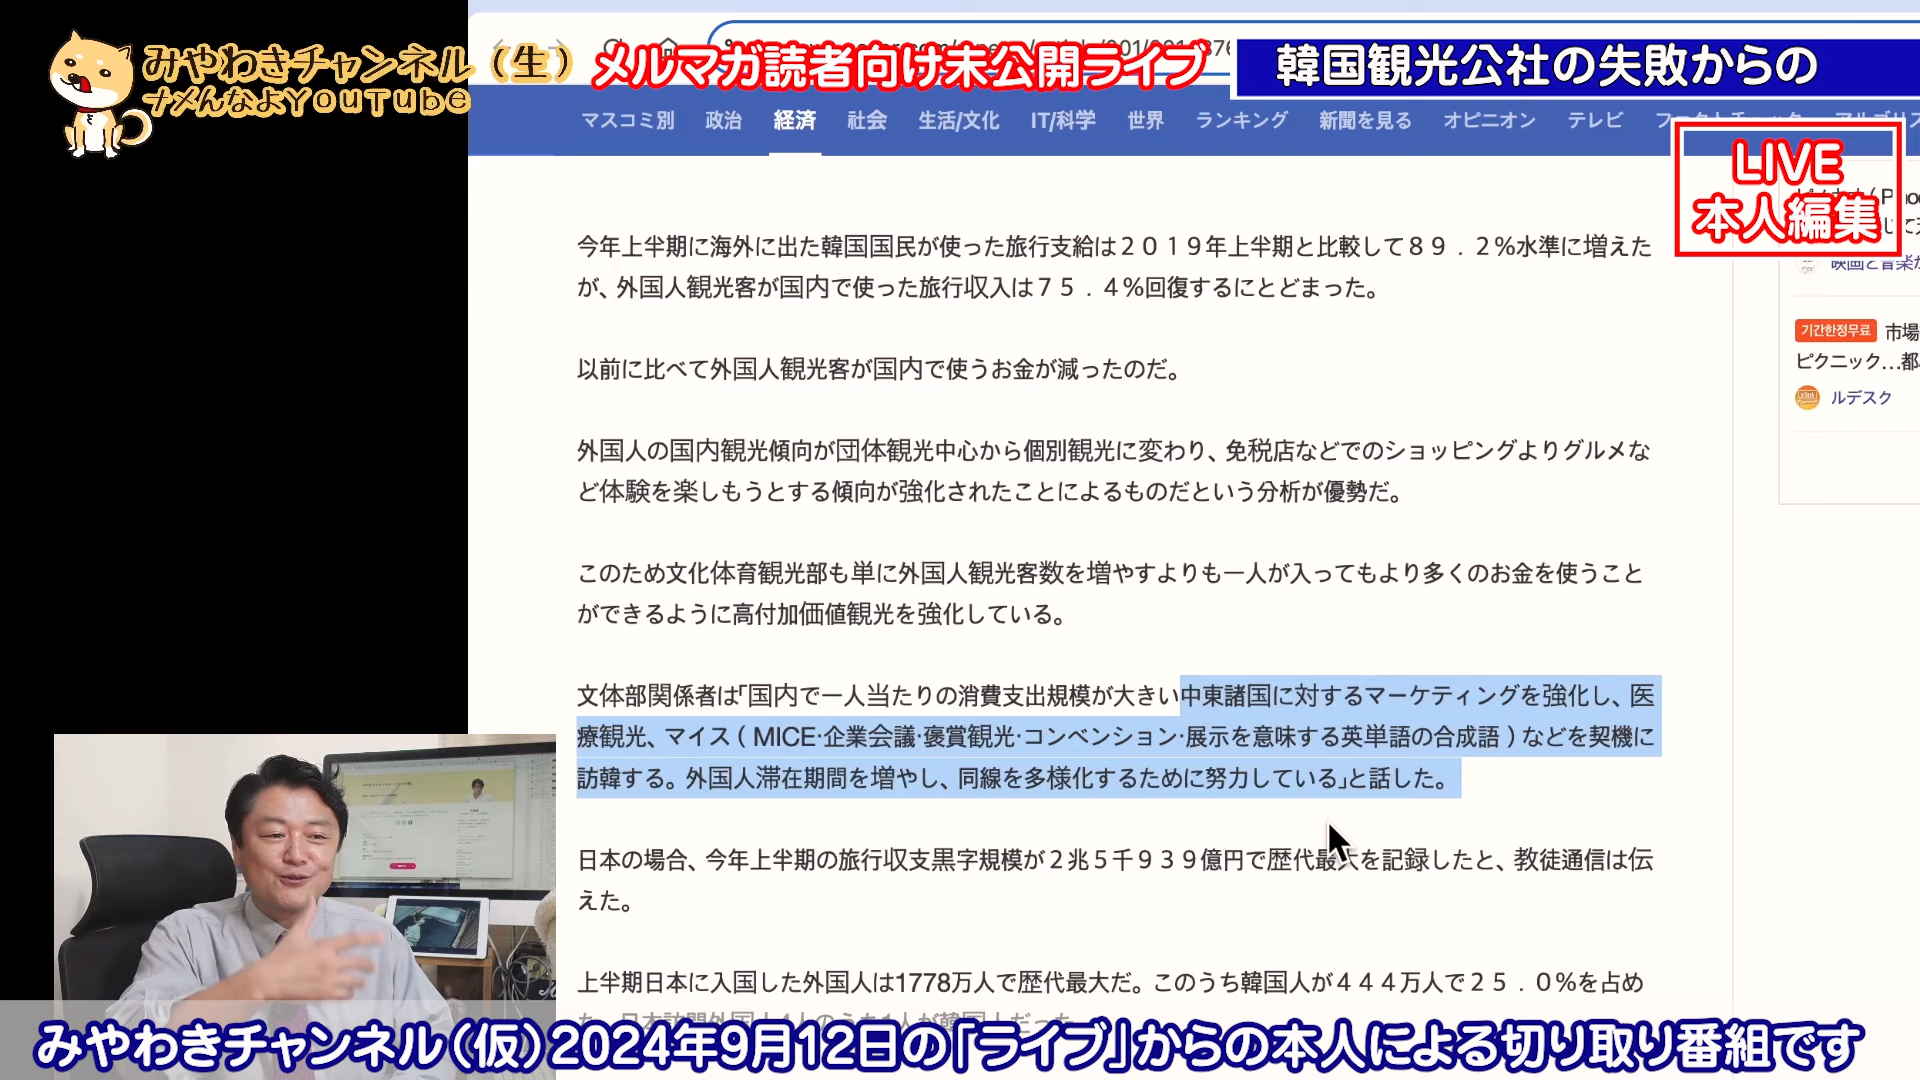 みやわきチャンネル（生）
ナメんなよYouTube
メルマガ読者向け未公開ライブ
韓国観光公社の失敗からの
LIVE
本人編集
マスコミ別 政治 経済 社会 生活/文化 IT/科学 世界 ランキング 新聞を見る オピニオン テレビ
今年上半期に海外に出た韓国国民が使った旅行支給は２０１９年上半期と比較して８９．２％水準に増えた
が、外国人観光客が国内で使った旅行収入は７５．４％回復するにとどまった。
以前に比べて外国人観光客が国内で使うお金が減ったのだ。
外国人の国内観光傾向が団体観光中心から個別観光に変わり、免税店などでのショッピングよりグルメな
ど体験を楽しもうとする傾向が強化されたことによるものだという分析が優勢だ。
このため文化体育観光部も単に外国人観光客数を増やすよりも一人が入ってもより多くのお金を使うこと
ができるように高付加価値観光を強化している。
文体部関係者は「国内で一人当たりの消費支出規模が大きい中東諸国に対するマーケティングを強化し、医
療観光、マイス（MICE·企業会議·褒賞観光·コンベンション·展示を意味する英単語の合成語）などを契機に
訪韓する。外国人滞在期間を増やし、同線を多様化するために努力している」と話した。
日本の場合、今年上半期の旅行収支黒字規模が２兆５千９３９億円で歴代最大を記録したと、教徒通信は伝
えた。
上半期日本に入国した外国人は1778万人で歴代最大だ。このうち韓国人が４４４万人で２５．０％を占め
기간한정무료 市場
ピクニック…都
ルデスク
みやわきチャンネル（仮）2024年9月12日の「ライブ」からの本人による切り取り番組です